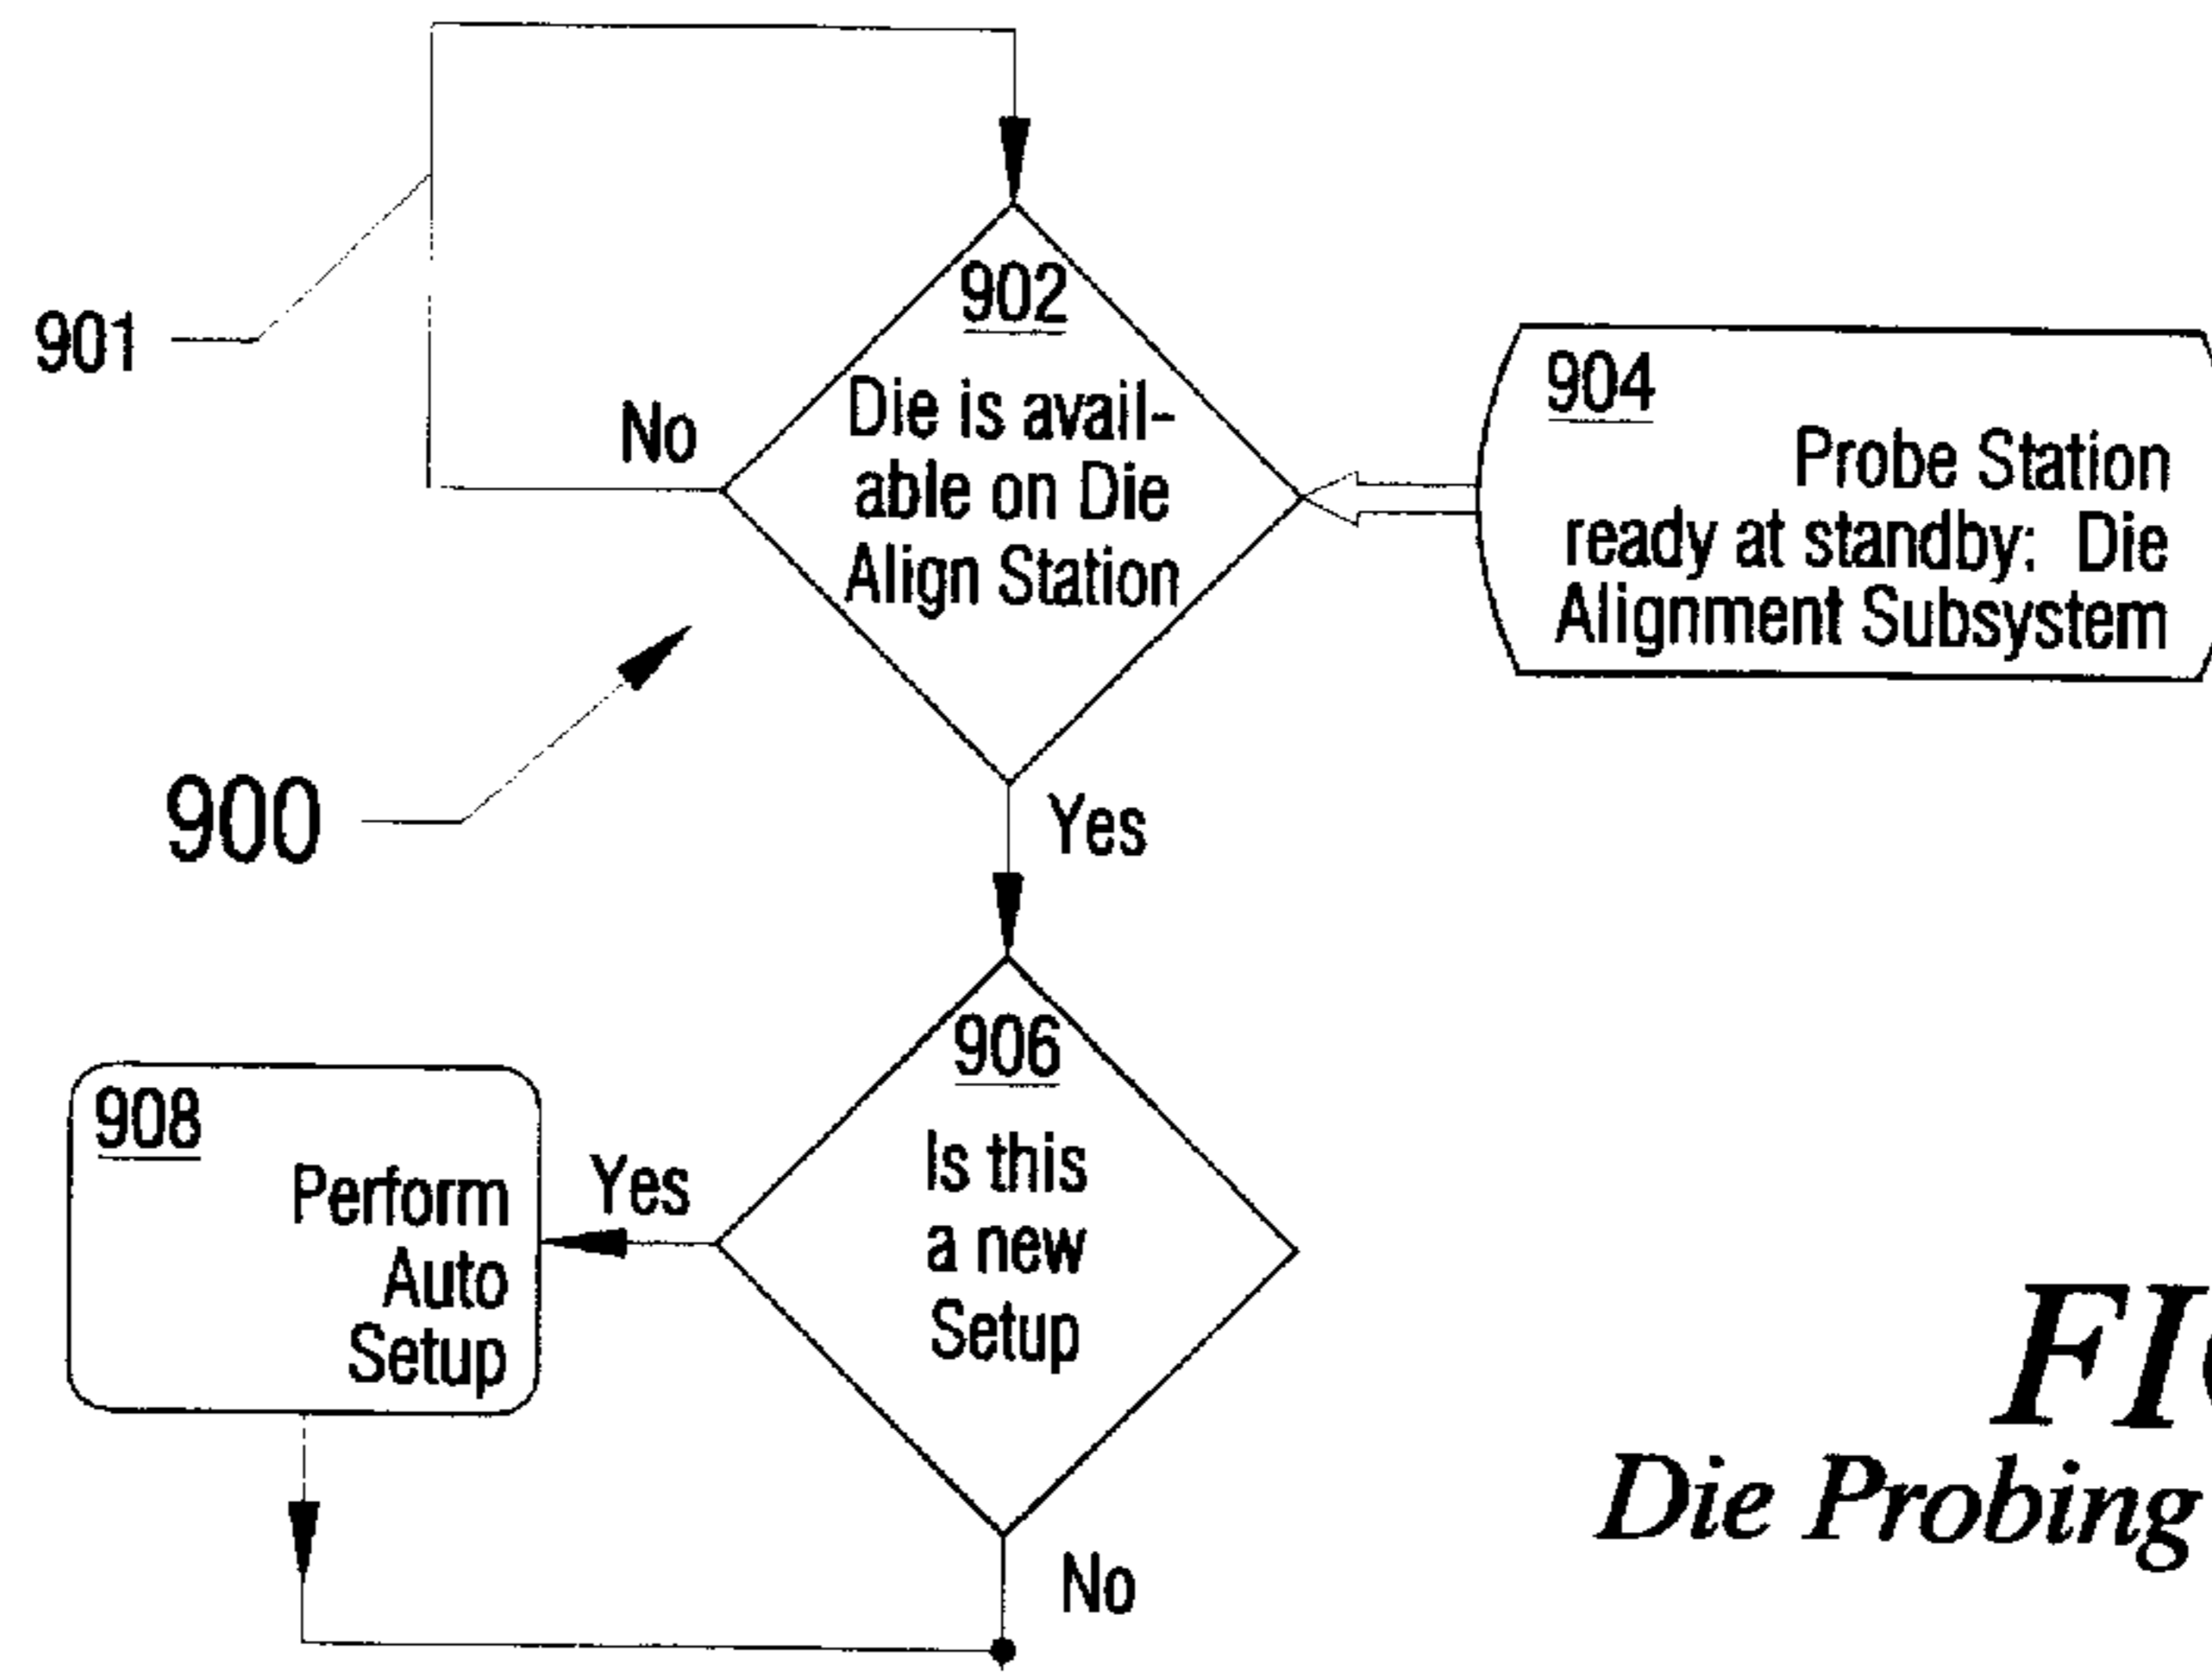 901
No
902
Die is avail-
able on Die
Align Station
904
Probe Station
ready at standby: Die
Alignment Subsystem
900
Yes
906
Is this
a new
Setup
Yes
908
Perform
Auto
Setup
No
Die Probing